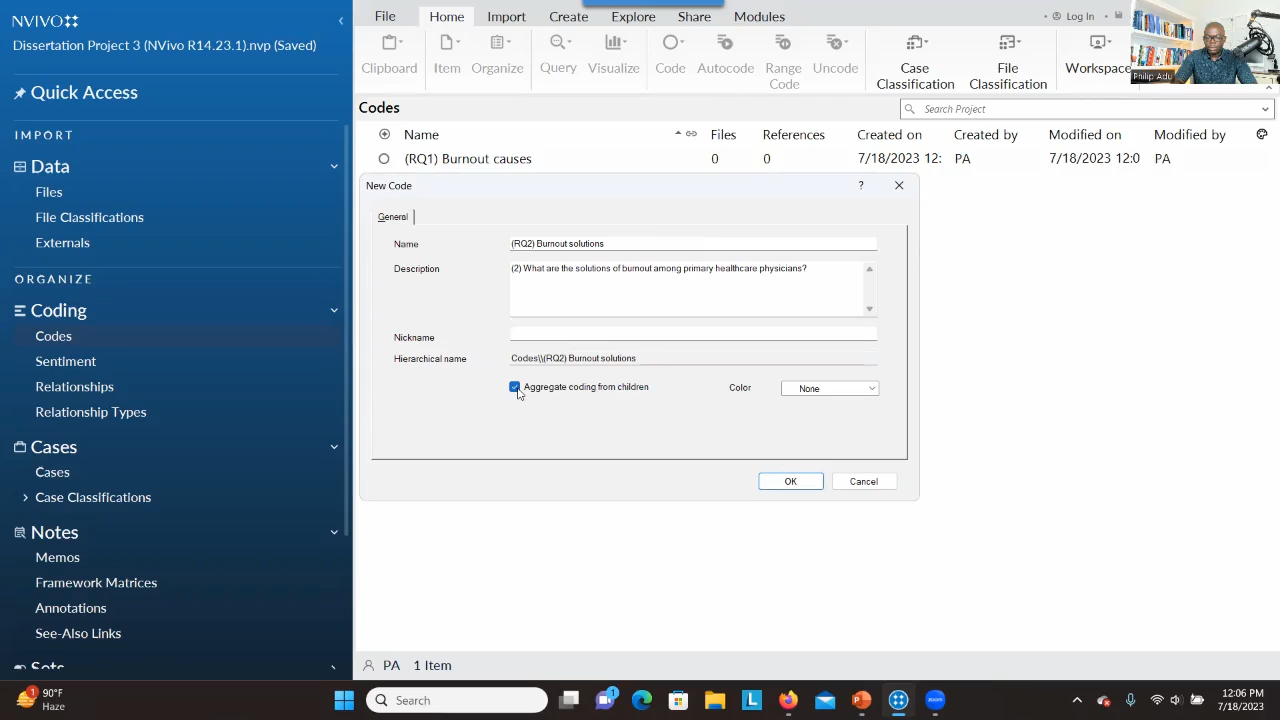 NVIVO
Dissertation Project 3 (NVivo R14.23.1).nvp (Saved)
Quick Access
IMPORT
Data
Files
File Classifications
Externals
ORGANIZE
Coding
Codes
Sentiment
Relationships
Relationship Types
Cases
Cases
Case Classifications
Notes
Memos
Framework Matrices
Annotations
See-Also Links
Sets
File Home Import Create Explore Share Modules
Log In
Clipboard Item Organize Query Visualize Code Autocode Range Code Uncode Case Classification File Classification Workspace
Philip Adu
Codes
Search Project
Name Files References Created on Created by Modified on Modified by
(RQ1) Burnout causes 0 0 7/18/2023 12: PA 7/18/2023 12:0 PA
New Code ?
General
Name (RQ2) Burnout solutions
Description (2) What are the solutions of burnout among primary healthcare physicians?
Nickname
Hierarchical name Codes\\(RQ2) Burnout solutions
Aggregate coding from children Color None
OK Cancel
PA 1 Item
1 90°F
Haze
Search
1
L
12:06 PM
7/18/2023